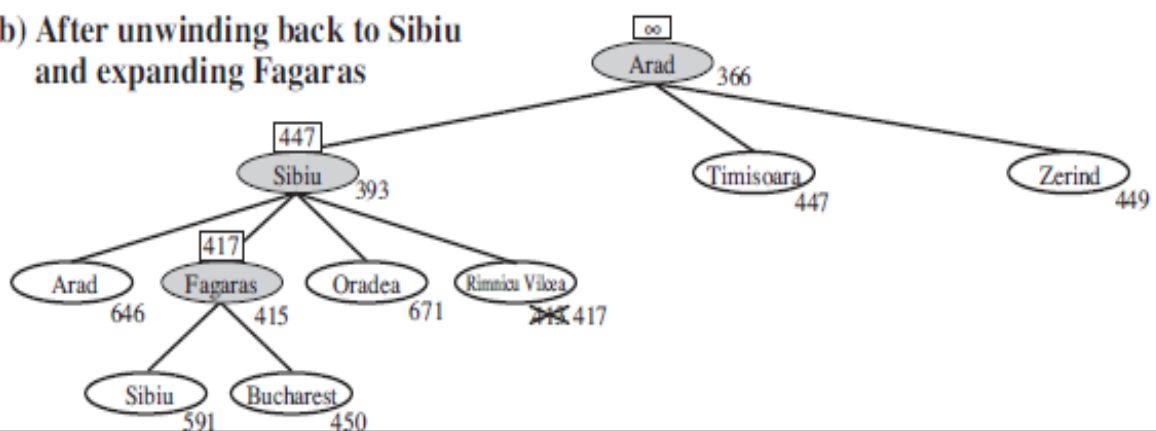 b) After unwinding back to Sibiu
and expanding Fagaras
∞
Arad
366
447
Sibiu
393
Timisoara
447
Zerind
449
Arad
646
417
Fagaras
415
Oradea
671
Rimnicu Vilcea
417
Sibiu
591
Bucharest
450